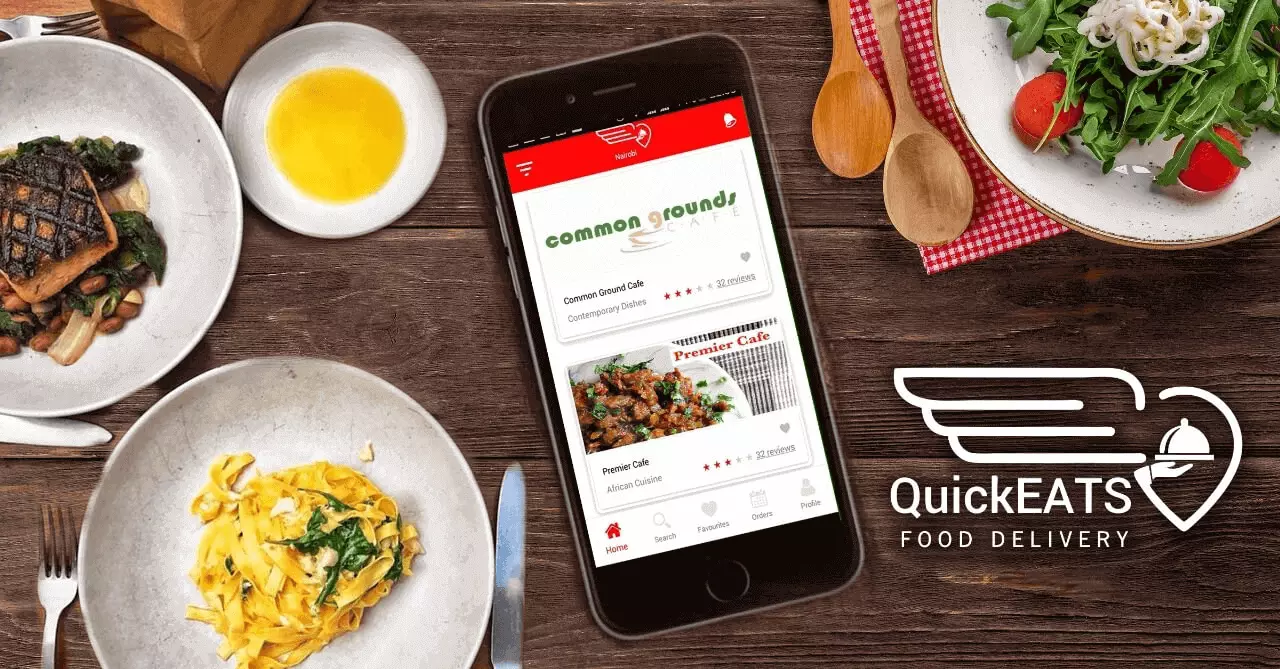 Nairobi
common grounds
CAFE
Common Ground Cafe
Contemporary Dishes
32 reviews
Premier Cafe
Premier Cafe
African Cuisine
32 reviews
Home
Search
Favourites
Orders
Profile
QuickEATS
FOOD DELIVERY